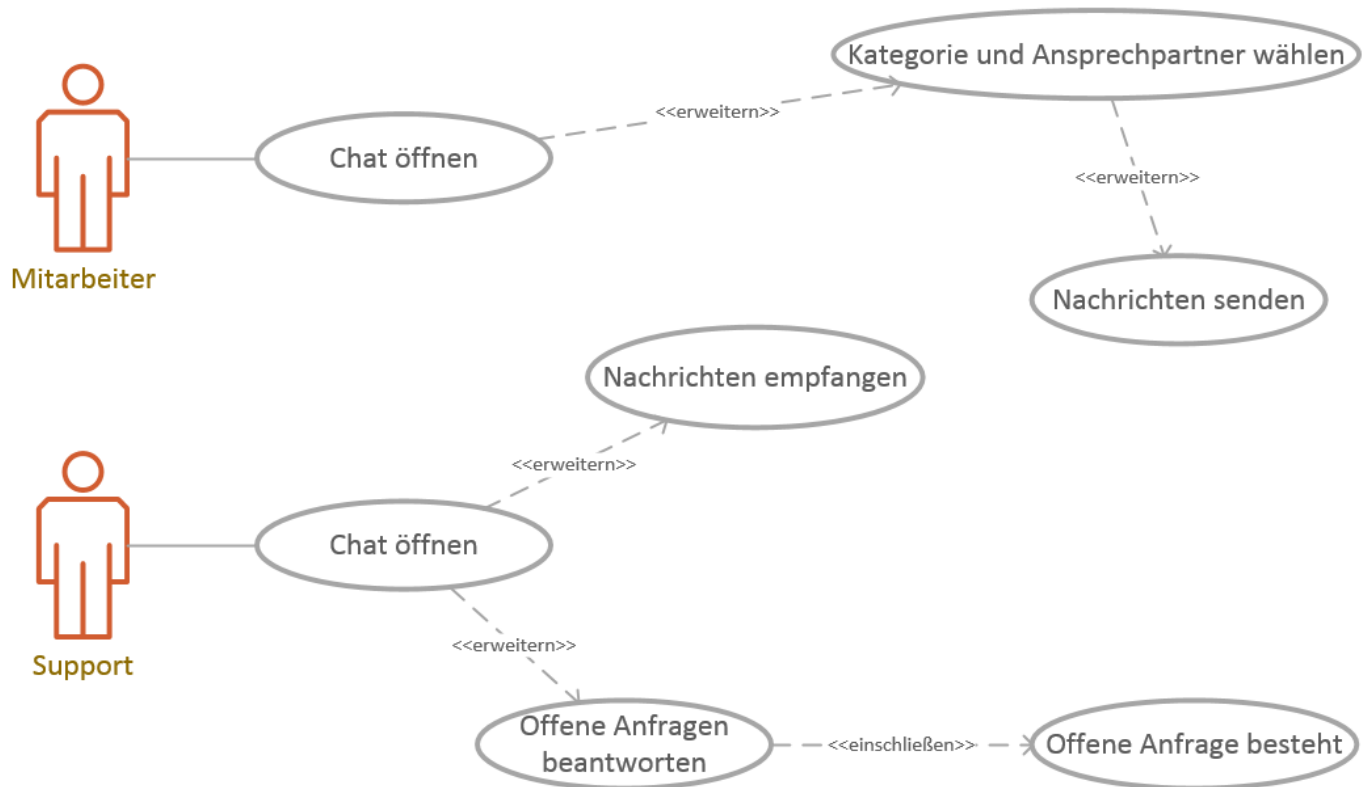 Kategorie und Ansprechpartner wählen
<<erweitern>>
Chat öffnen
<<erweitern>>
Mitarbeiter
Nachrichten senden
Nachrichten empfangen
<<erweitern>>
Chat öffnen
<<erweitern>>
Support
Offene Anfragen
beantworten
<<einschließen>>
Offene Anfrage besteht